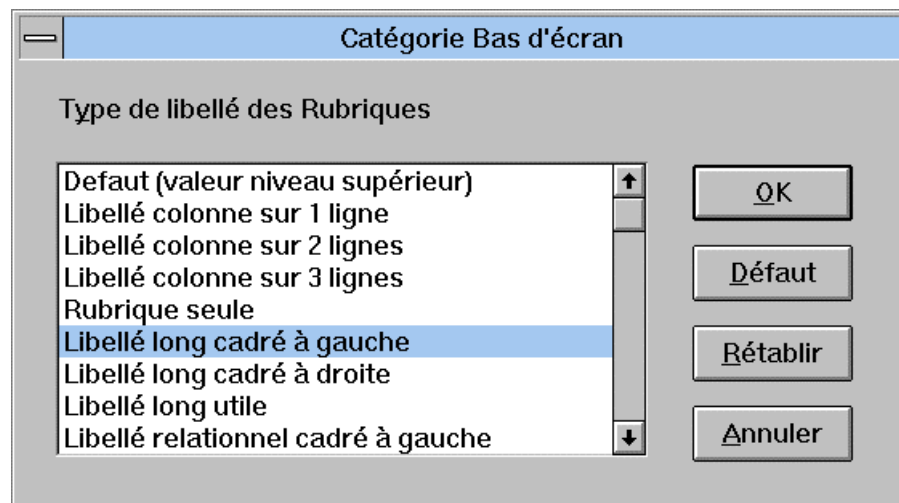 Catégorie Bas d'écran
Type de libellé des Rubriques
Defaut (valeur niveau supérieur)
Libellé colonne sur 1 ligne
Libellé colonne sur 2 lignes
Libellé colonne sur 3 lignes
Rubrique seule
Libellé long cadré à gauche
Libellé long cadré à droite
Libellé long utile
Libellé relationnel cadré à gauche
OK
Défaut
Rétablir
Annuler